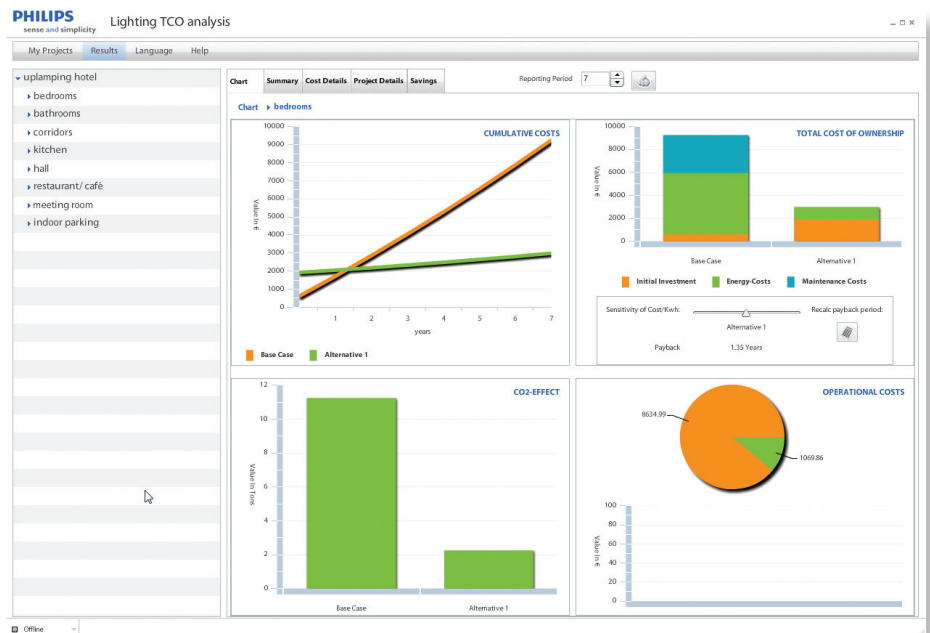 PHILIPS
sense and simplicity
Lighting TCO analysis
My Projects Results Language Help
uplamping hotel
bedrooms
bathrooms
corridors
kitchen
hall
restaurant/ cafè
meeting room
indoor parking
Chart Summary Cost Details Project Details Savings
Reporting Period 7
Chart bedrooms
CUMULATIVE COSTS
10000
9000
8000
7000
6000
5000
4000
3000
2000
1000
0
Value in €
1 2 3 4 5 6 7
years
Base Case Alternative 1
TOTAL COST OF OWNERSHIP
10000
8000
6000
4000
2000
0
Value in €
Base Case Alternative 1
Initial Investment Energy-Costs Maintenance Costs
Sensitivity of Cost/Kwh: Recalc payback period:
Alternative 1
Payback 1.35 Years
CO2-EFFECT
12
10
8
6
4
2
0
Value in Tons
Base Case Alternative 1
OPERATIONAL COSTS
8634.99
1069.86
100
80
60
40
20
0
Value in €
Offline